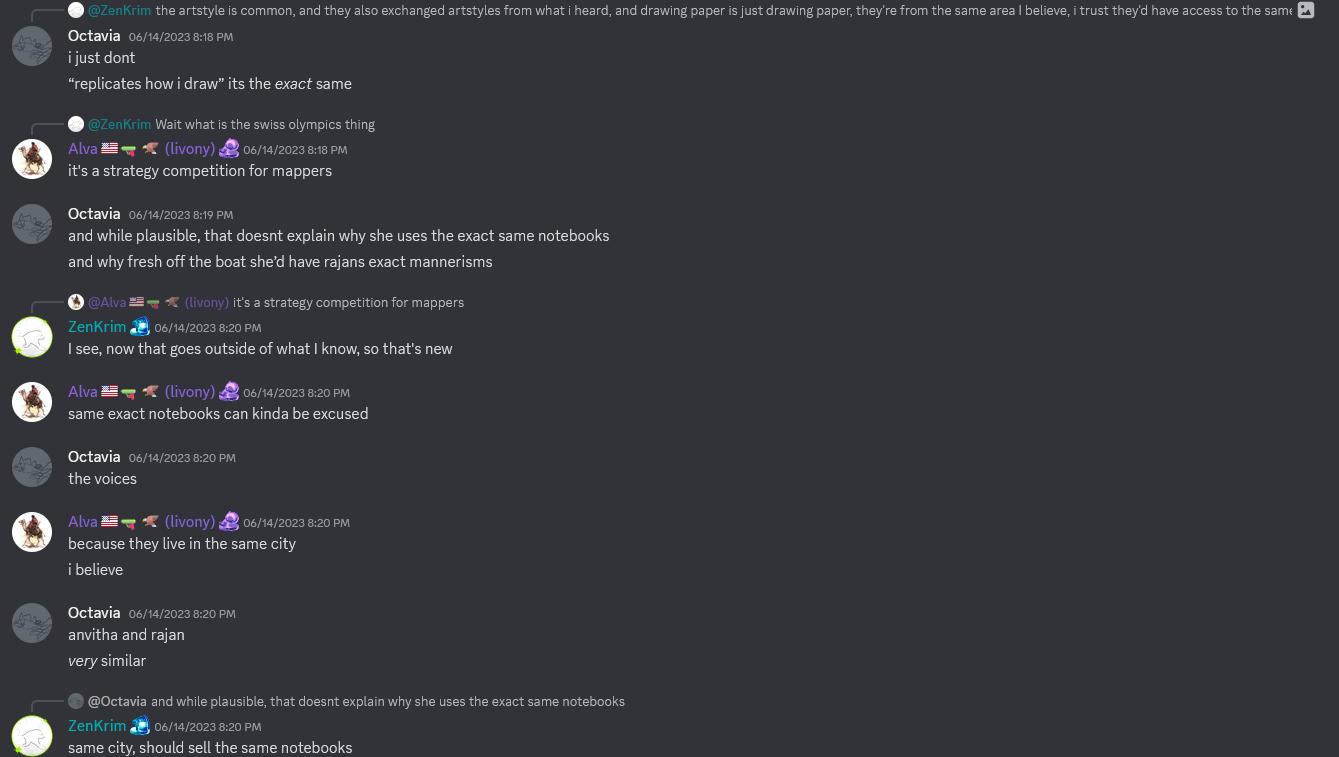 @ZenKrim the artstyle is common, and they also exchanged artstyles from what i heard, and drawing paper is just drawing paper, they're from the same area I believe, i trust they'd have access to the same
Octavia 06/14/2023 8:18 PM
i just dont
“replicates how i draw” its the exact same
@ZenKrim Wait what is the swiss olympics thing
Alva (livony) 06/14/2023 8:18 PM
it's a strategy competition for mappers
Octavia 06/14/2023 8:19 PM
and while plausible, that doesnt explain why she uses the exact same notebooks
and why fresh off the boat she’d have rajans exact mannerisms
@Alva (livony) it's a strategy competition for mappers
ZenKrim 06/14/2023 8:20 PM
I see, now that goes outside of what I know, so that's new
Alva (livony) 06/14/2023 8:20 PM
same exact notebooks can kinda be excused
Octavia 06/14/2023 8:20 PM
the voices
Alva (livony) 06/14/2023 8:20 PM
because they live in the same city
i believe
Octavia 06/14/2023 8:20 PM
anvitha and rajan
very similar
@Octavia and while plausible, that doesnt explain why she uses the exact same notebooks
ZenKrim 06/14/2023 8:20 PM
same city, should sell the same notebooks